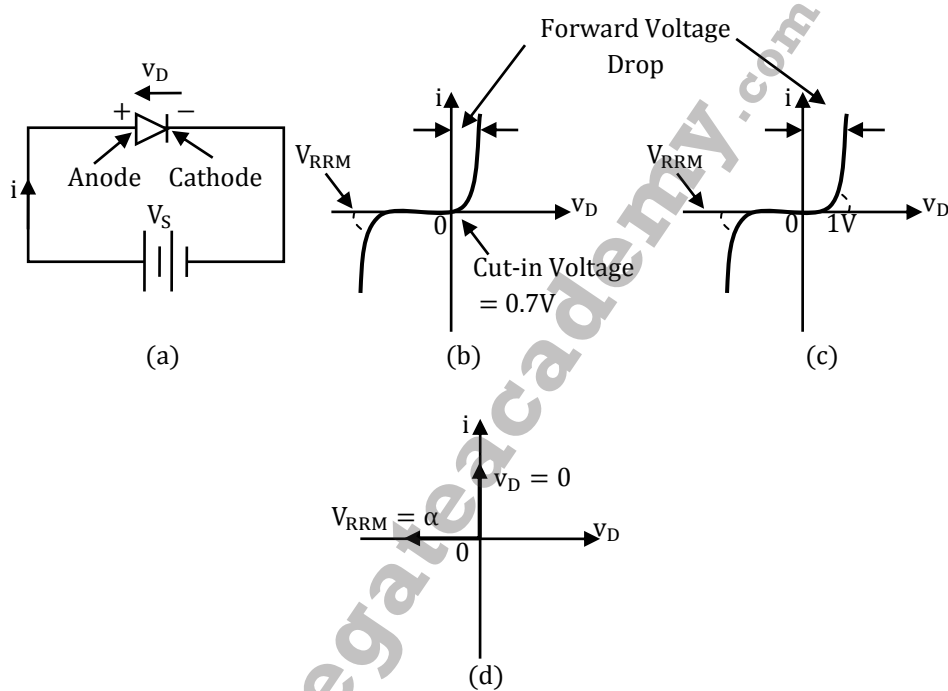 Forward Voltage
Drop
v_D
+ −
Anode Cathode
i
V_S
(a)
i
V_RRM
v_D
0
Cut-in Voltage
= 0.7V
(b)
i
V_RRM
v_D
0 1V
(c)
i
v_D = 0
V_RRM = α
v_D
0
(d)
egateacademy.com